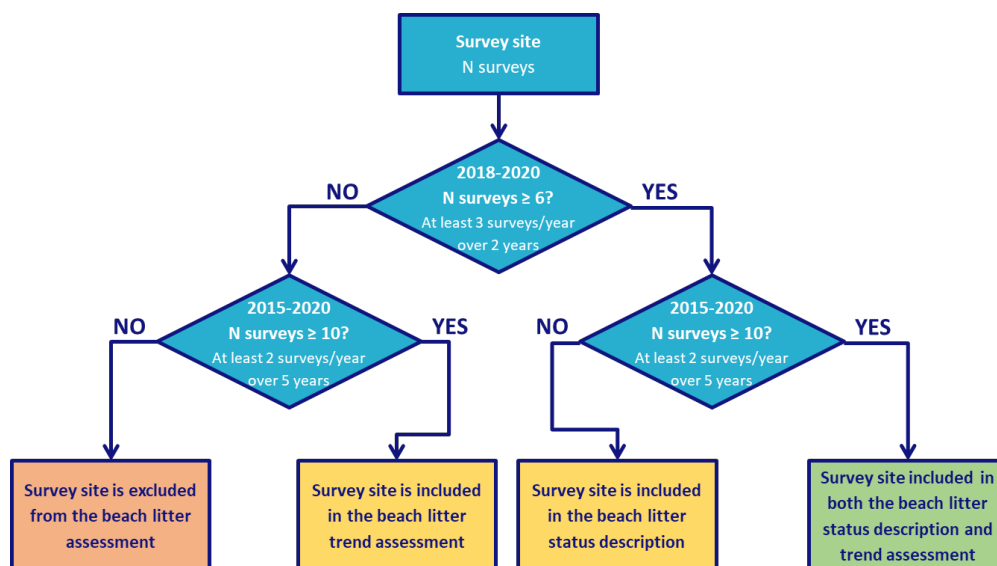 Survey site
N surveys
2018-2020
N surveys ≥ 6?
At least 3 surveys/year
over 2 years
NO
YES
2015-2020
N surveys ≥ 10?
At least 2 surveys/year
over 5 years
NO
YES
2015-2020
N surveys ≥ 10?
At least 2 surveys/year
over 5 years
NO
YES
Survey site is excluded
from the beach litter
assessment
Survey site is included
in the beach litter
trend assessment
Survey site is included
in the beach litter
status description
Survey site included in
both the beach litter
status description and
trend assessment